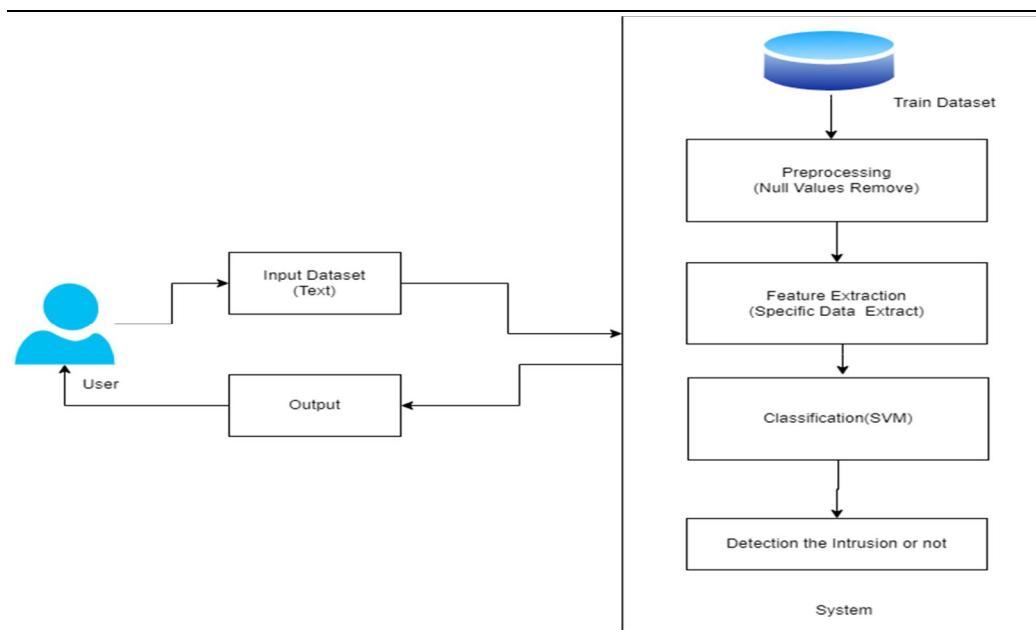 Train Dataset
Preprocessing
(Null Values Remove)
Input Dataset
(Text)
Feature Extraction
(Specific Data Extract)
User
Output
Classification(SVM)
Detection the Intrusion or not
System